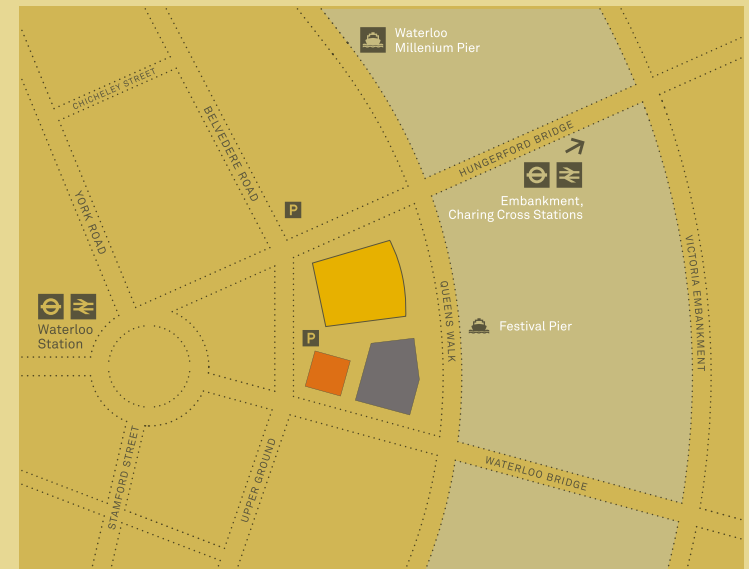 Waterloo
Millenium Pier
CHICHELEY STREET
BELVEDERE ROAD
HUNGERFORD BRIDGE
Embankment,
Charing Cross Stations
YORK ROAD
P
VICTORIA EMBANKMENT
QUEENS WALK
Waterloo
Station
Festival Pier
P
WATERLOO BRIDGE
STAMFORD STREET
UPPER GROUND